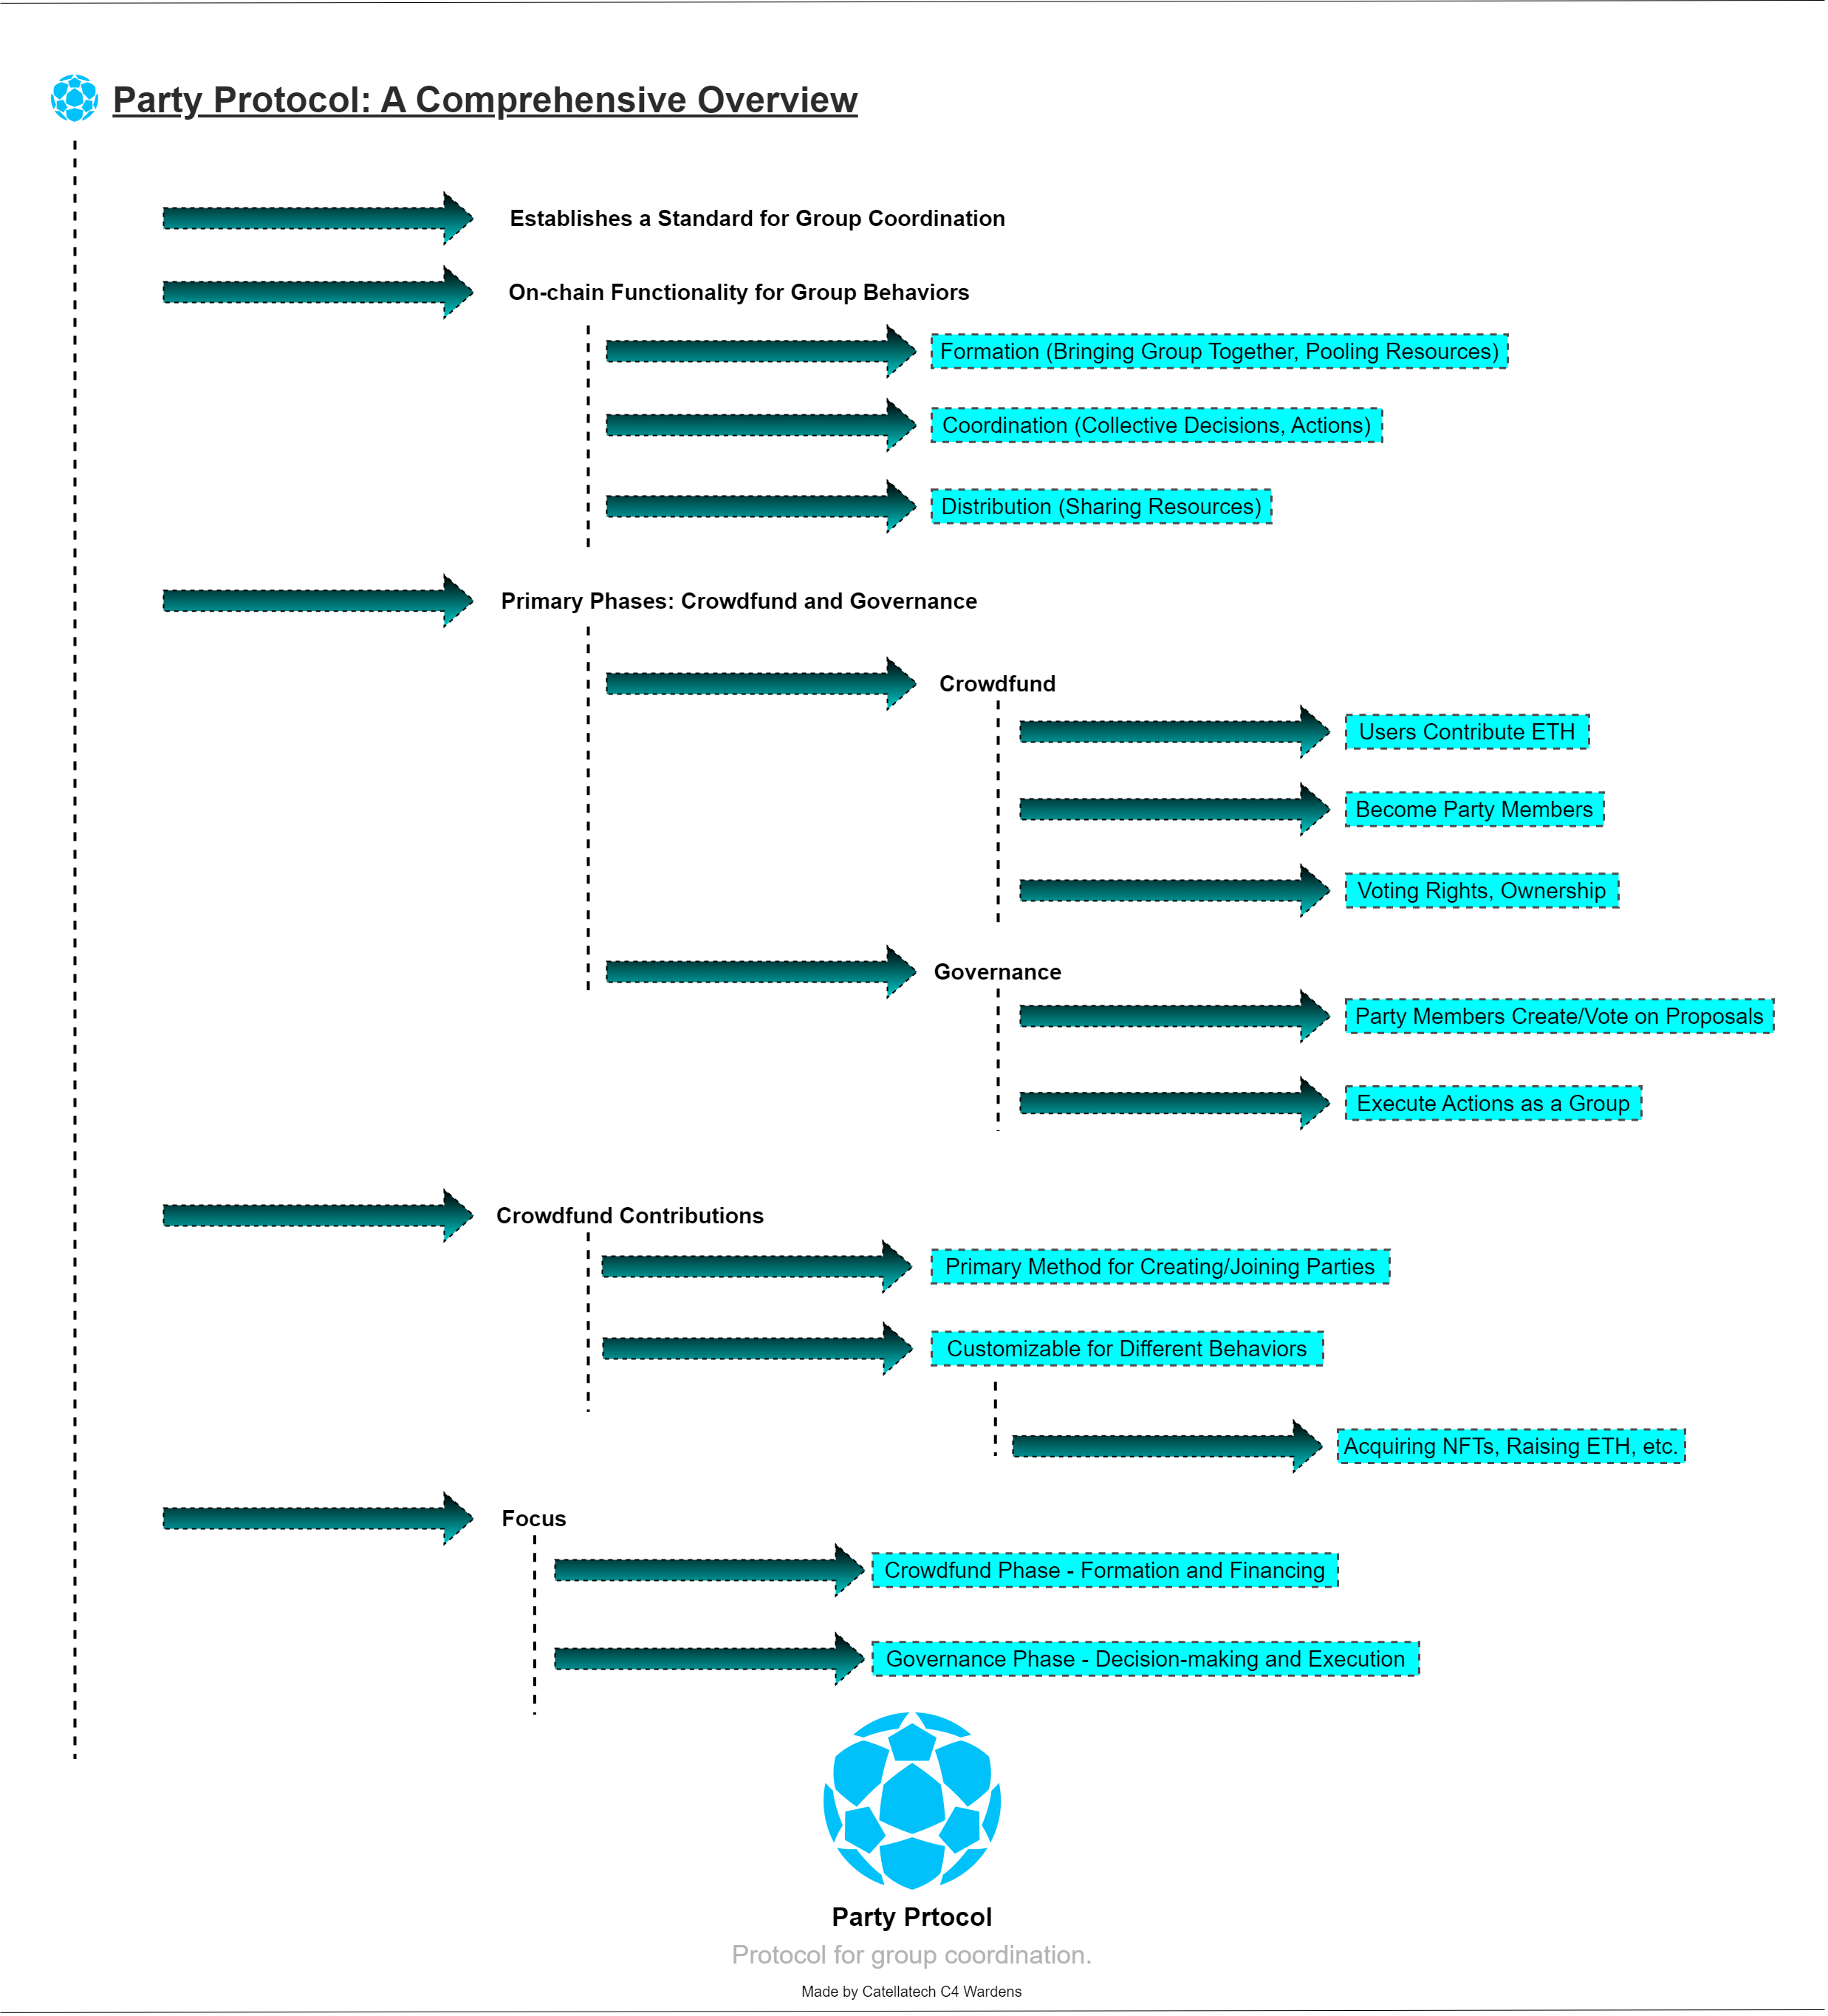 Party Protocol: A Comprehensive Overview
Establishes a Standard for Group Coordination
On-chain Functionality for Group Behaviors
Formation (Bringing Group Together, Pooling Resources)
Coordination (Collective Decisions, Actions)
Distribution (Sharing Resources)
Primary Phases: Crowdfund and Governance
Crowdfund
Users Contribute ETH
Become Party Members
Voting Rights, Ownership
Governance
Party Members Create/Vote on Proposals
Execute Actions as a Group
Crowdfund Contributions
Primary Method for Creating/Joining Parties
Customizable for Different Behaviors
Acquiring NFTs, Raising ETH, etc.
Focus
Crowdfund Phase - Formation and Financing
Governance Phase - Decision-making and Execution
Party Prtocol
Protocol for group coordination.
Made by Catellatech C4 Wardens